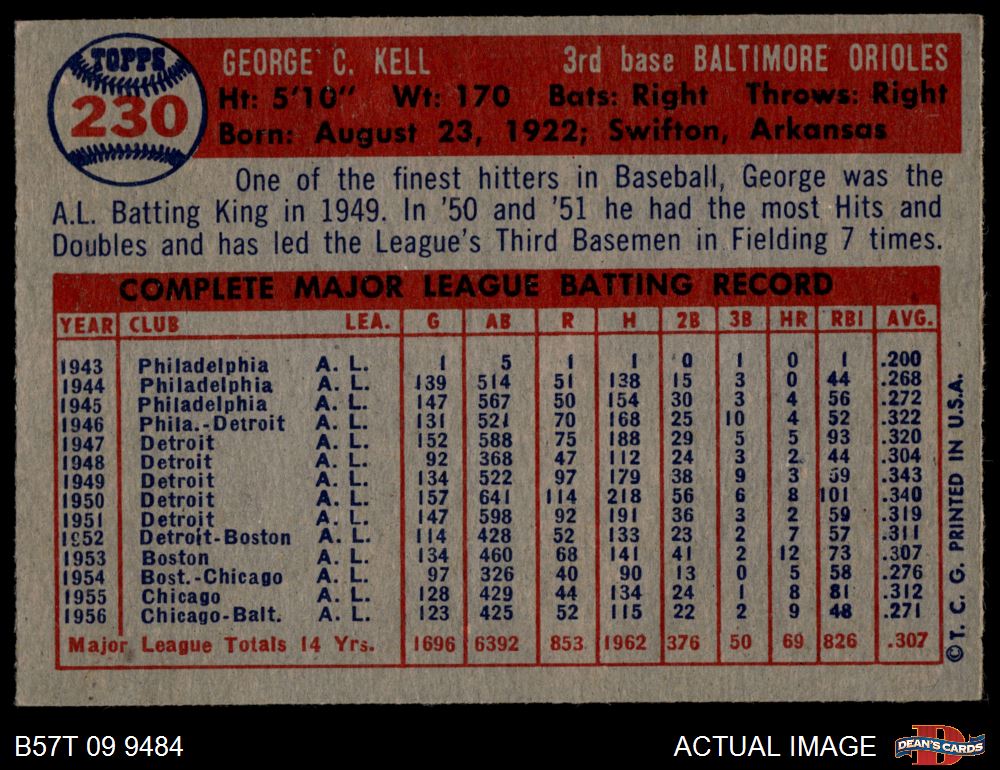 TOPPS
230
GEORGE C. KELL 3rd base BALTIMORE ORIOLES
Ht: 5'10" Wt: 170 Bats: Right Throws: Right
Born: August 23, 1922; Swifton, Arkansas
One of the finest hitters in Baseball, George was the
A.L. Batting King in 1949. In '50 and '51 he had the most Hits and
Doubles and has led the League's Third Basemen in Fielding 7 times.
COMPLETE MAJOR LEAGUE BATTING RECORD
YEAR CLUB LEA. G AB R H 2B 3B HR RBI AVG.
1943 Philadelphia A. L. 1 5 1 1 0 1 0 1 .200
1944 Philadelphia A. L. 139 514 51 138 15 3 0 44 .268
1945 Philadelphia A. L. 147 567 50 154 30 3 4 56 .272
1946 Phila.-Detroit A. L. 131 521 70 168 25 10 4 52 .322
1947 Detroit A. L. 152 588 75 188 29 5 5 93 .320
1948 Detroit A. L. 92 368 47 112 24 3 2 44 .304
1949 Detroit A. L. 134 522 97 179 38 9 3 59 .343
1950 Detroit A. L. 157 641 114 218 56 6 8 101 .340
1951 Detroit A. L. 147 598 92 191 36 3 2 59 .319
1952 Detroit-Boston A. L. 114 428 52 133 23 2 7 57 .311
1953 Boston A. L. 134 460 68 141 41 2 12 73 .307
1954 Bost.-Chicago A. L. 97 326 40 90 13 0 5 58 .276
1955 Chicago A. L. 128 429 44 134 24 1 8 81 .312
1956 Chicago-Balt. A. L. 123 425 52 115 22 2 9 48 .271
Major League Totals 14 Yrs. 1696 6392 853 1962 376 50 69 826 .307
© T. C. G. PRINTED IN U.S.A.
B57T 09 9484 ACTUAL IMAGE
DEAN'S CARDS